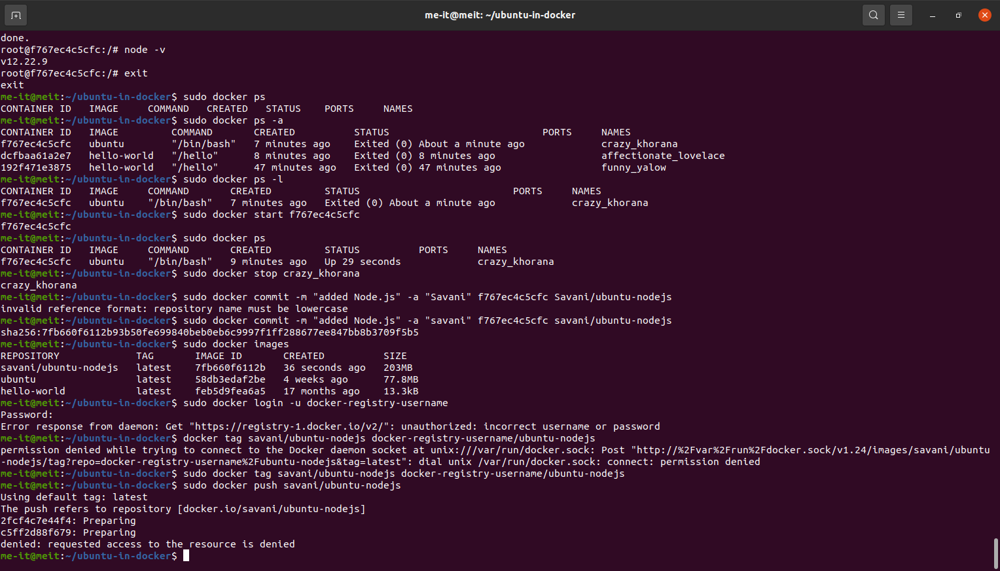 me-it@meit: ~/ubuntu-in-docker
done.
root@f767ec4c5cfc:/# node -v
v12.22.9
root@f767ec4c5cfc:/# exit
exit
me-it@meit:~/ubuntu-in-docker$ sudo docker ps
CONTAINER ID   IMAGE     COMMAND   CREATED   STATUS    PORTS     NAMES
me-it@meit:~/ubuntu-in-docker$ sudo docker ps -a
CONTAINER ID   IMAGE         COMMAND       CREATED          STATUS                          PORTS     NAMES
f767ec4c5cfc   ubuntu        "/bin/bash"   7 minutes ago    Exited (0) About a minute ago             crazy_khorana
dcfbaa61a2e7   hello-world   "/hello"      8 minutes ago    Exited (0) 8 minutes ago                  affectionate_lovelace
192f471e3875   hello-world   "/hello"      47 minutes ago   Exited (0) 47 minutes ago                 funny_yalow
me-it@meit:~/ubuntu-in-docker$ sudo docker ps -l
CONTAINER ID   IMAGE     COMMAND       CREATED         STATUS                          PORTS     NAMES
f767ec4c5cfc   ubuntu    "/bin/bash"   7 minutes ago   Exited (0) About a minute ago             crazy_khorana
me-it@meit:~/ubuntu-in-docker$ sudo docker start f767ec4c5cfc
f767ec4c5cfc
me-it@meit:~/ubuntu-in-docker$ sudo docker ps
CONTAINER ID   IMAGE     COMMAND       CREATED         STATUS          PORTS     NAMES
f767ec4c5cfc   ubuntu    "/bin/bash"   9 minutes ago   Up 29 seconds             crazy_khorana
me-it@meit:~/ubuntu-in-docker$ sudo docker stop crazy_khorana
crazy_khorana
me-it@meit:~/ubuntu-in-docker$ sudo docker commit -m "added Node.js" -a "Savani" f767ec4c5cfc Savani/ubuntu-nodejs
invalid reference format: repository name must be lowercase
me-it@meit:~/ubuntu-in-docker$ sudo docker commit -m "added Node.js" -a "savani" f767ec4c5cfc savani/ubuntu-nodejs
sha256:7fb660f6112b93b50fe699840beb0eb6c9997f1ff288677ee847bb8b3709f5b5
me-it@meit:~/ubuntu-in-docker$ sudo docker images
REPOSITORY             TAG       IMAGE ID       CREATED          SIZE
savani/ubuntu-nodejs   latest    7fb660f6112b   36 seconds ago   203MB
ubuntu                 latest    58db3edaf2be   4 weeks ago      77.8MB
hello-world            latest    feb5d9fea6a5   17 months ago    13.3kB
me-it@meit:~/ubuntu-in-docker$ sudo docker login -u docker-registry-username
Password:
Error response from daemon: Get "https://registry-1.docker.io/v2/": unauthorized: incorrect username or password
me-it@meit:~/ubuntu-in-docker$ docker tag savani/ubuntu-nodejs docker-registry-username/ubuntu-nodejs
permission denied while trying to connect to the Docker daemon socket at unix:///var/run/docker.sock: Post "http://%2Fvar%2Frun%2Fdocker.sock/v1.24/images/savani/ubuntu
-nodejs/tag?repo=docker-registry-username%2Fubuntu-nodejs&tag=latest": dial unix /var/run/docker.sock: connect: permission denied
me-it@meit:~/ubuntu-in-docker$ sudo docker tag savani/ubuntu-nodejs docker-registry-username/ubuntu-nodejs
me-it@meit:~/ubuntu-in-docker$ sudo docker push savani/ubuntu-nodejs
Using default tag: latest
The push refers to repository [docker.io/savani/ubuntu-nodejs]
2fcf4c7e44f4: Preparing
c5ff2d88f679: Preparing
denied: requested access to the resource is denied
me-it@meit:~/ubuntu-in-docker$